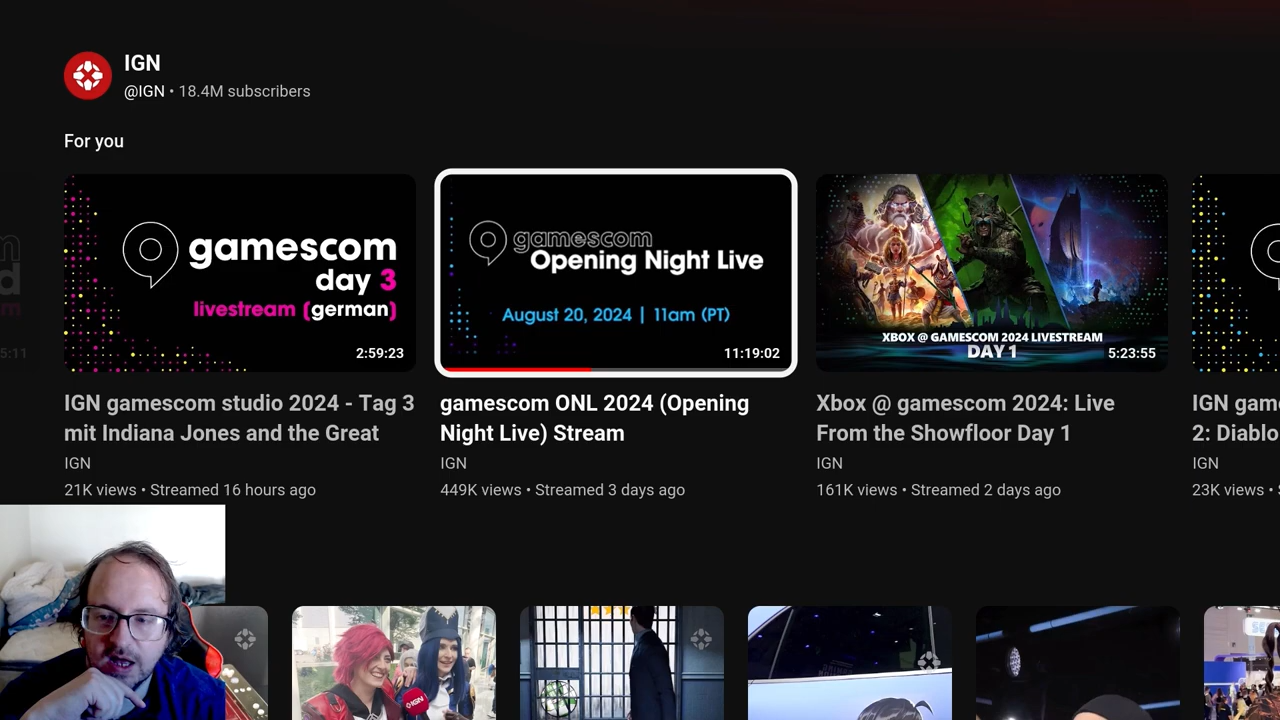 IGN
@IGN • 18.4M subscribers
For you
gamescom
day 3
livestream (german)
2:59:23
gamescom
Opening Night Live
August 20, 2024 | 11am (PT)
11:19:02
XBOX @ GAMESCOM 2024 LIVESTREAM
DAY 1
5:23:55
5:11
IGN gamescom studio 2024 - Tag 3
mit Indiana Jones and the Great
IGN
21K views • Streamed 16 hours ago
gamescom ONL 2024 (Opening
Night Live) Stream
IGN
449K views • Streamed 3 days ago
Xbox @ gamescom 2024: Live
From the Showfloor Day 1
IGN
161K views • Streamed 2 days ago
IGN gam
2: Diablo
IGN
23K views •
IGN